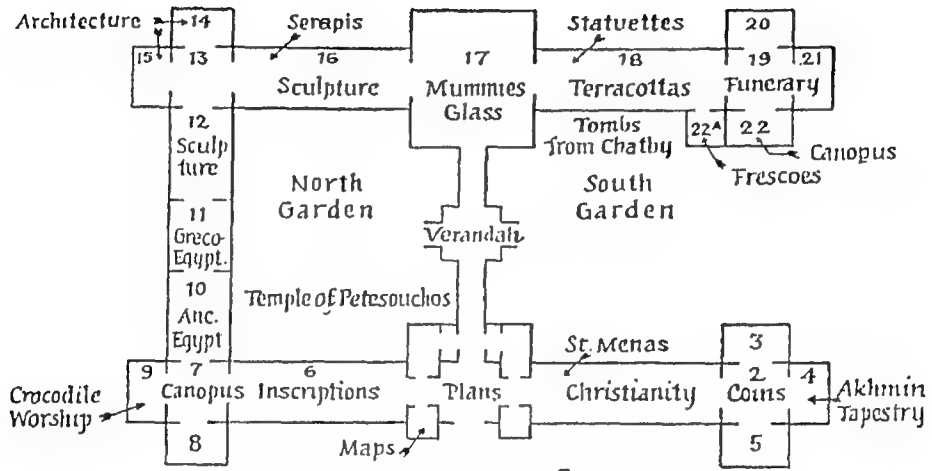 Architecture
14
Serapis
Statuettes
20
15
13
16
17
18
19
21
Sculpture
Mummies
Glass
Terracottas
Funerary
12
Sculp
ture
Tombs
from Chatby
22A
22
Canopus
Frescoes
North
Garden
South
Garden
11
Greco-
Egypt.
Verandah
10
Anc.
Egypt
Temple of Petesouchos
St. Menas
3
9
7
6
2
4
Crocodile
Worship
Canopus
Inscriptions
Plans
Christianity
Coins
Akhmin
Tapestry
8
Maps
5